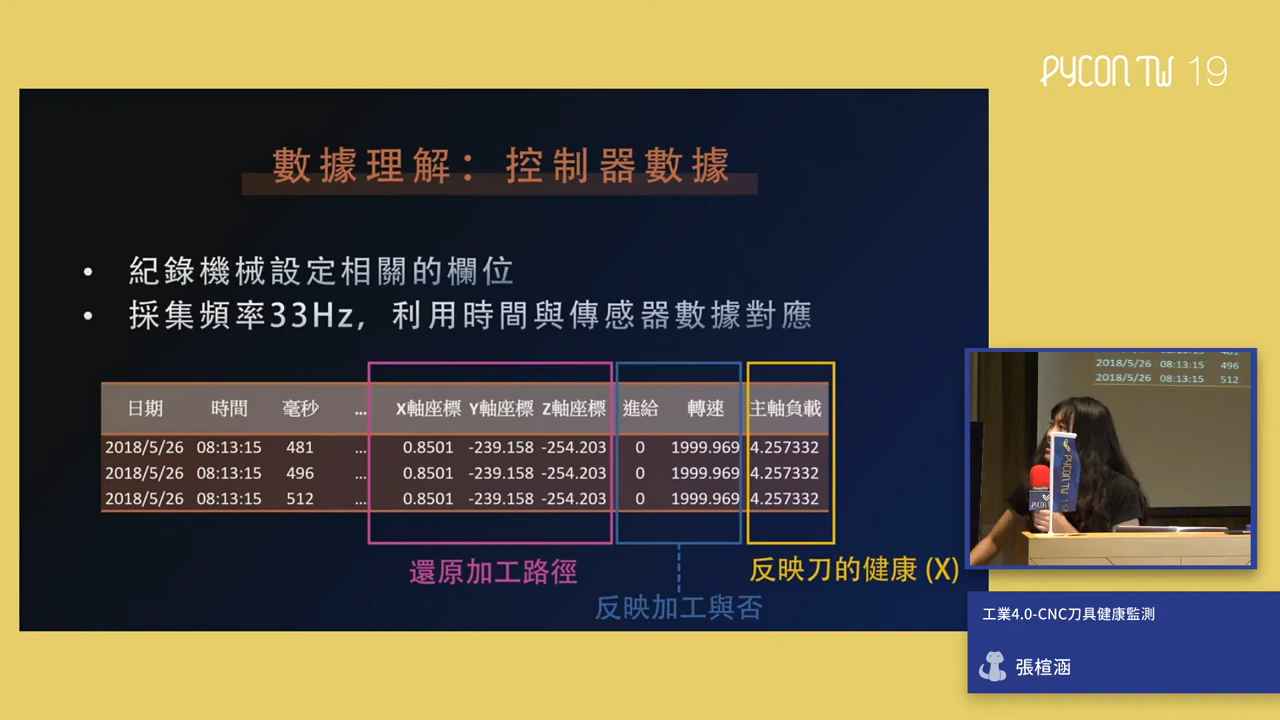 PYCON TW 19
數據理解：控制器數據
• 紀錄機械設定相關的欄位
• 採集頻率33Hz，利用時間與傳感器數據對應
日期 時間 毫秒 ... X軸座標 Y軸座標 Z軸座標 進給 轉速 主軸負載
2018/5/26 08:13:15 481 ... 0.8501 -239.158 -254.203 0 1999.969 4.257332
2018/5/26 08:13:15 496 ... 0.8501 -239.158 -254.203 0 1999.969 4.257332
2018/5/26 08:13:15 512 ... 0.8501 -239.158 -254.203 0 1999.969 4.257332
還原加工路徑
反映加工與否
反映刀的健康 (X)
2018/5/26 08:13:15 496
2018/5/26 08:13:15 512
PYCON TW 19
PYCON
工業4.0-CNC刀具健康監測
張楦涵